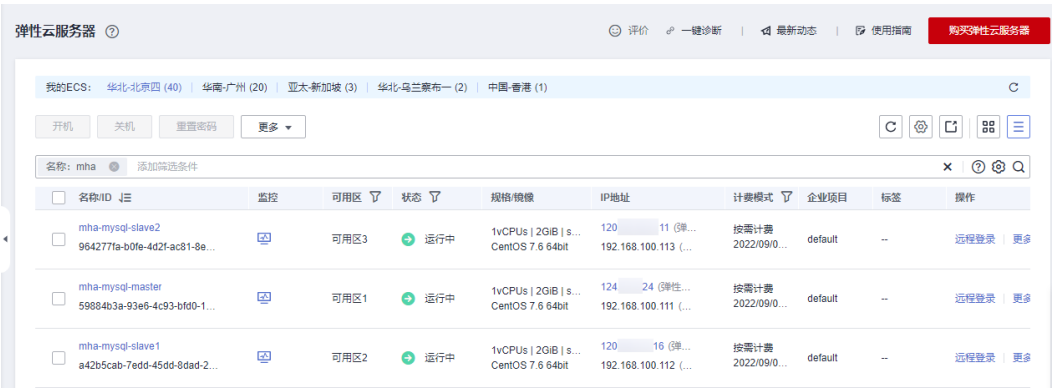 弹性云服务器
评价 一键诊断 | 最新动态 | 使用指南 购买弹性云服务器
我的ECS: 华北-北京四 (40) | 华南-广州 (20) | 亚太-新加坡 (3) | 华北-乌兰察布一 (2) | 中国-香港 (1)
开机 关机 重置密码 更多
名称: mha 添加筛选条件
名称/ID 监控 可用区 状态 规格/镜像 IP地址 计费模式 企业项目 标签 操作
mha-mysql-slave2
964277fa-b0fe-4d2f-ac81-8e...
可用区3 运行中
1vCPUs | 2GiB | s...
CentOS 7.6 64bit
120 11 (弹...
192.168.100.113 (...
按需计费
2022/09/0...
default -- 远程登录 | 更多
mha-mysql-master
59884b3a-93e6-4c93-bfd0-1...
可用区1 运行中
1vCPUs | 2GiB | s...
CentOS 7.6 64bit
124 24 (弹性...
192.168.100.111 (...
按需计费
2022/09/0...
default -- 远程登录 | 更多
mha-mysql-slave1
a42b5cab-7edd-45dd-8dad-2...
可用区2 运行中
1vCPUs | 2GiB | s...
CentOS 7.6 64bit
120 16 (弹...
192.168.100.112 (...
按需计费
2022/09/0...
default -- 远程登录 | 更多